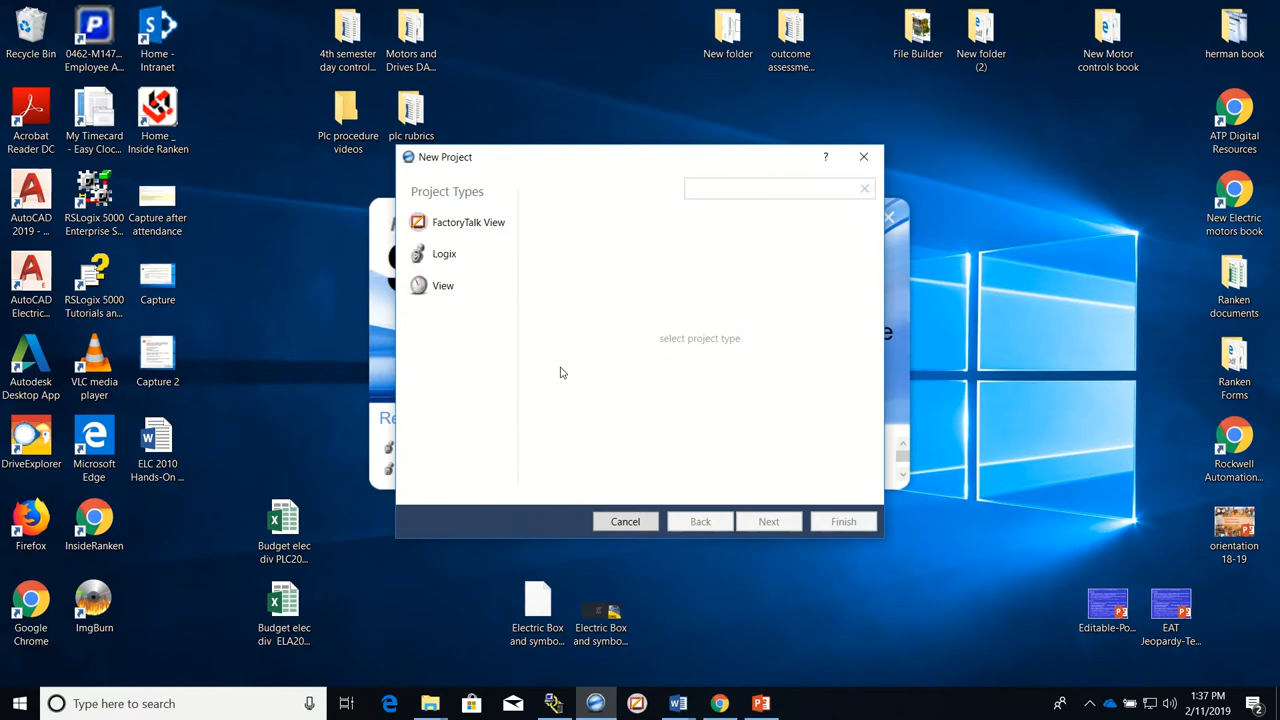 Recycle Bin
0462-M147...
Employee A...
Home -
Intranet
4th semester
day control...
Motors and
Drives DA...
New folder
outcome
assessme...
File Builder
New folder
(2)
New Motor
controls book
herman book
Acrobat
Reader DC
My Timecard
- Easy Cloc...
Home _
Inside Ranken
Plc procedure
videos
plc rubrics
ATP Digital
Resources
AutoCAD
2019 - ...
RSLogix 5000
Enterprise S...
Capture after
attendance
New Electric
motors book
AutoCAD
Electric...
RSLogix 5000
Tutorials an...
Capture
Ranken
documents
Autodesk
Desktop App
VLC media
player
Capture 2
Ranken
Forms
DriveExplorer
Microsoft
Edge
ELC 2010
Hands-On ...
Rockwell
Automation...
Firefox
InsideRanken
Budget elec
div PLC20...
orientation
18-19
Google
Chrome
ImgBurn
Budget elec
div ELA20...
Electric Box
and symbo...
Electric Box
and symbo...
Editable-Po...
EAT
Jeopardy-Te...
New Project
?
Project Types
FactoryTalk View
Logix
View
select project type
e
Re
Cancel
Back
Next
Finish
Type here to search
1:37 PM
2/11/2019
2